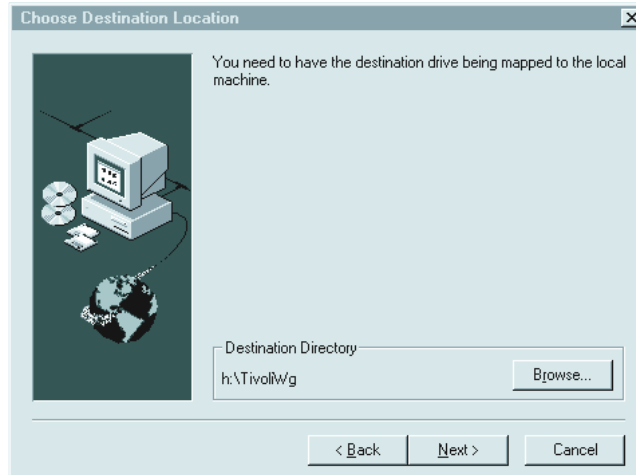 Choose Destination Location
You need to have the destination drive being mapped to the local
machine.
Destination Directory
h:\TivoliWg
Browse...
< Back
Next >
Cancel